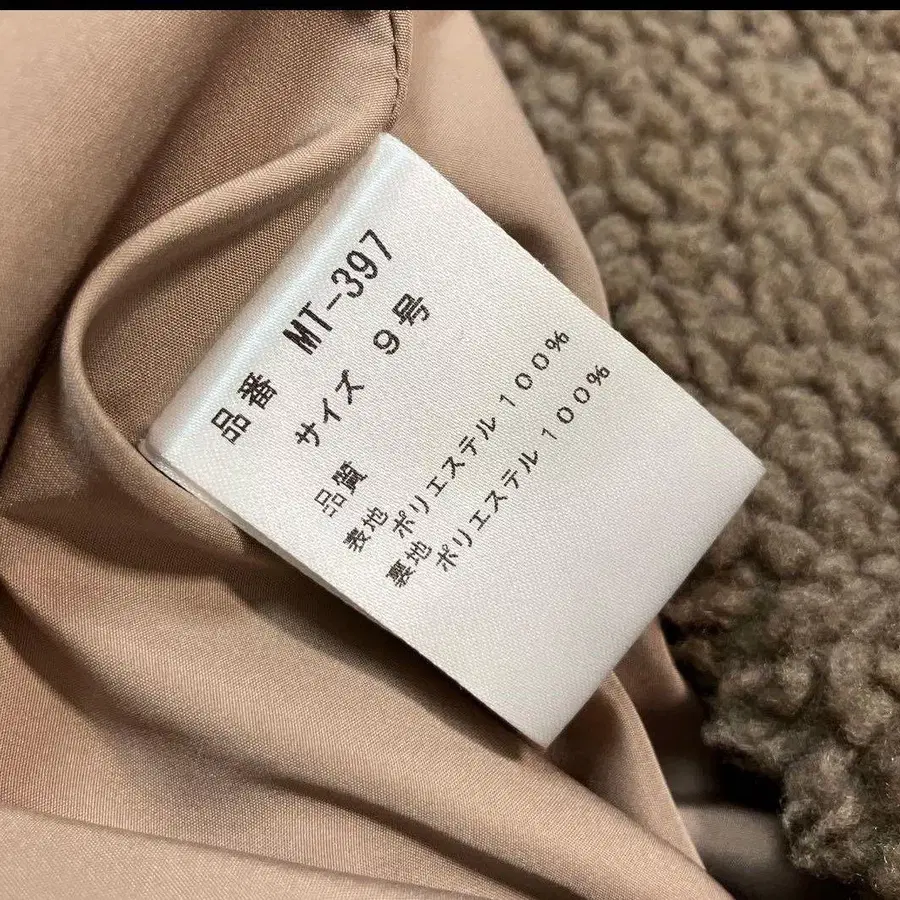 品番 MT-397
サイズ 9号
品質
表地 ポリエステル100%
裏地 ポリエステル100%